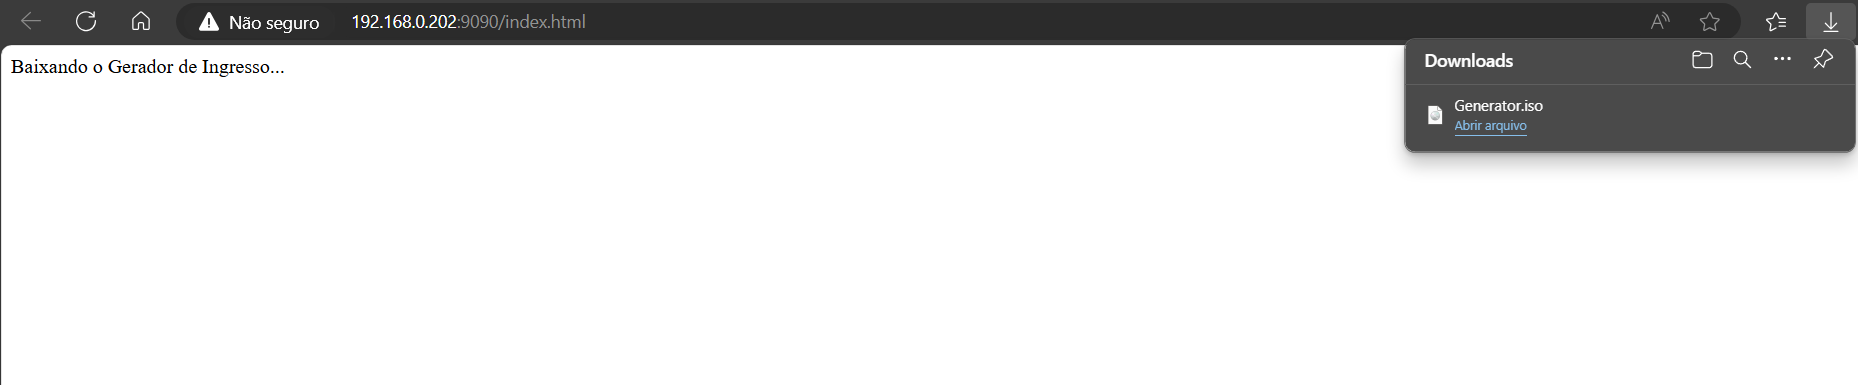 Não seguro 192.168.0.202:9090/index.html
Baixando o Gerador de Ingresso...
Downloads
Generator.iso
Abrir arquivo